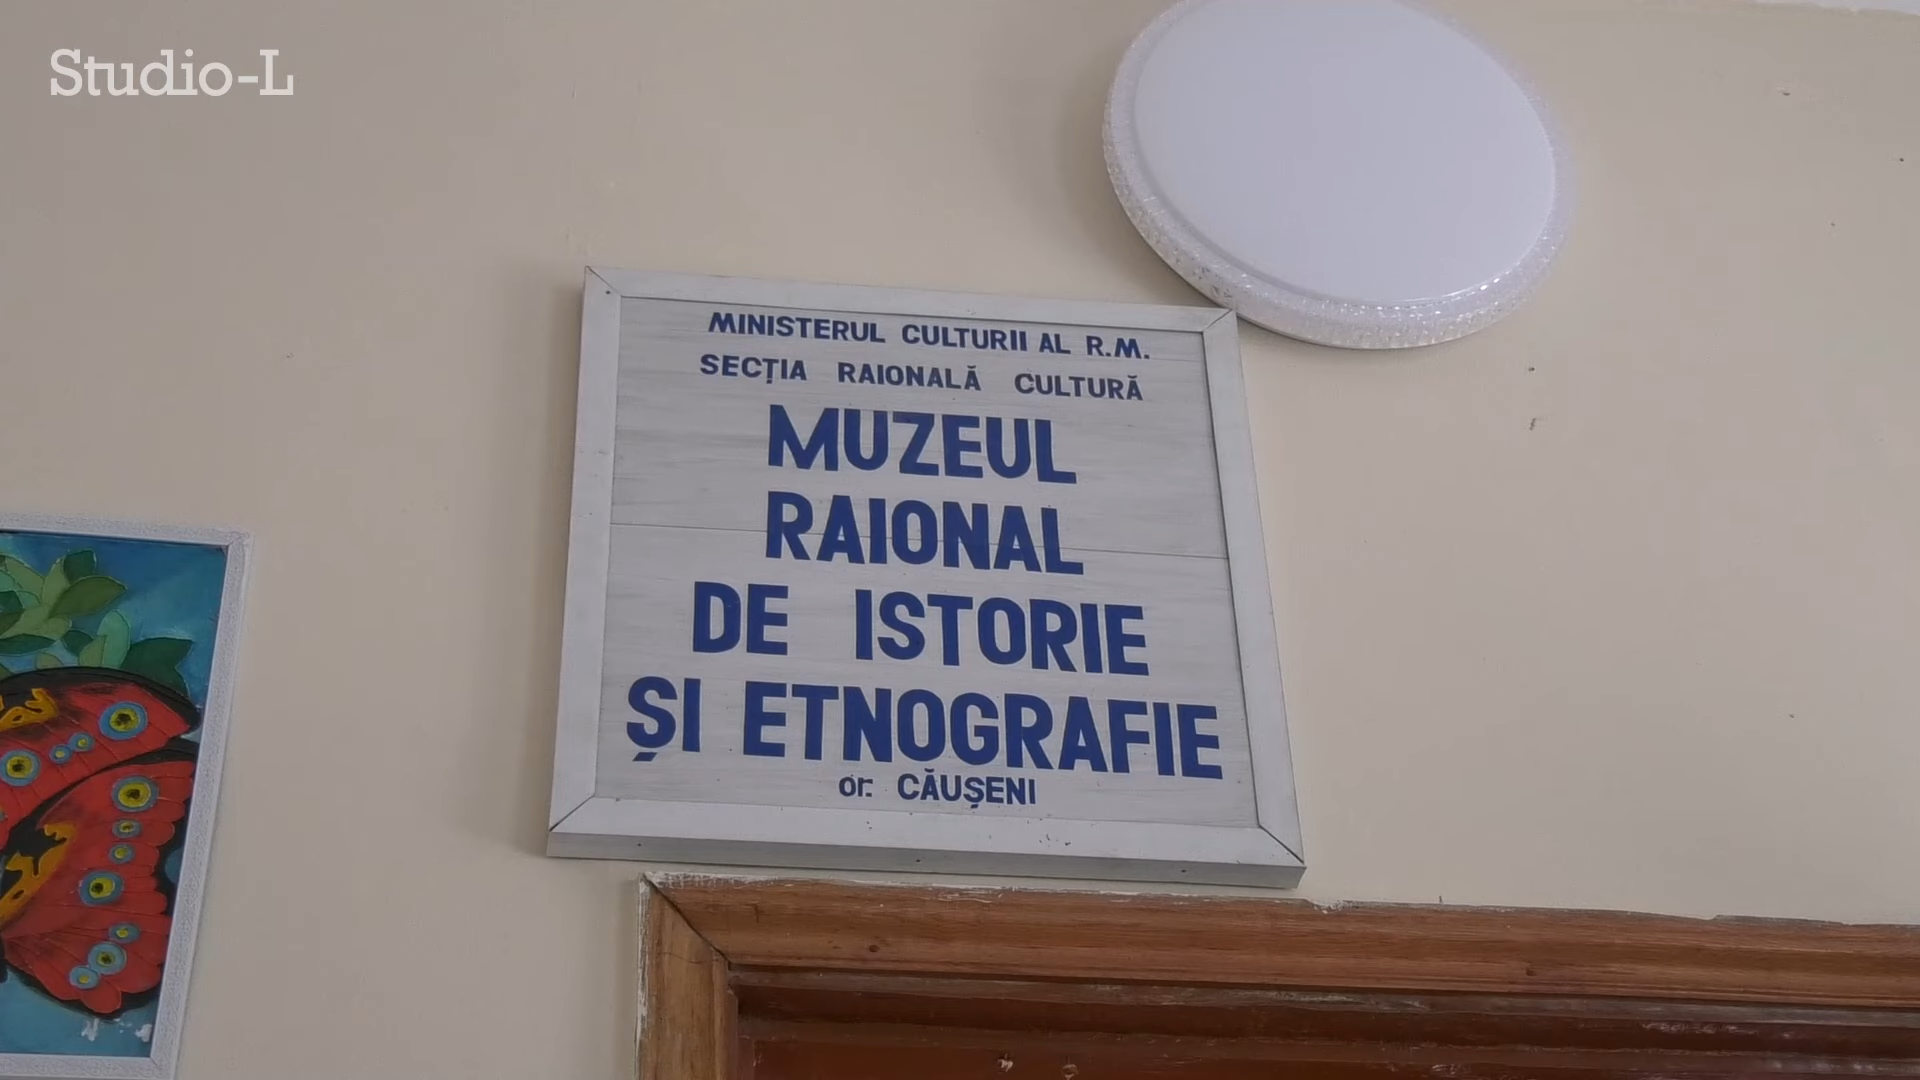 Studio-L
MINISTERUL CULTURII AL R.M.
SECȚIA RAIONALĂ CULTURĂ
MUZEUL
RAIONAL
DE ISTORIE
ȘI ETNOGRAFIE
or. CĂUȘENI